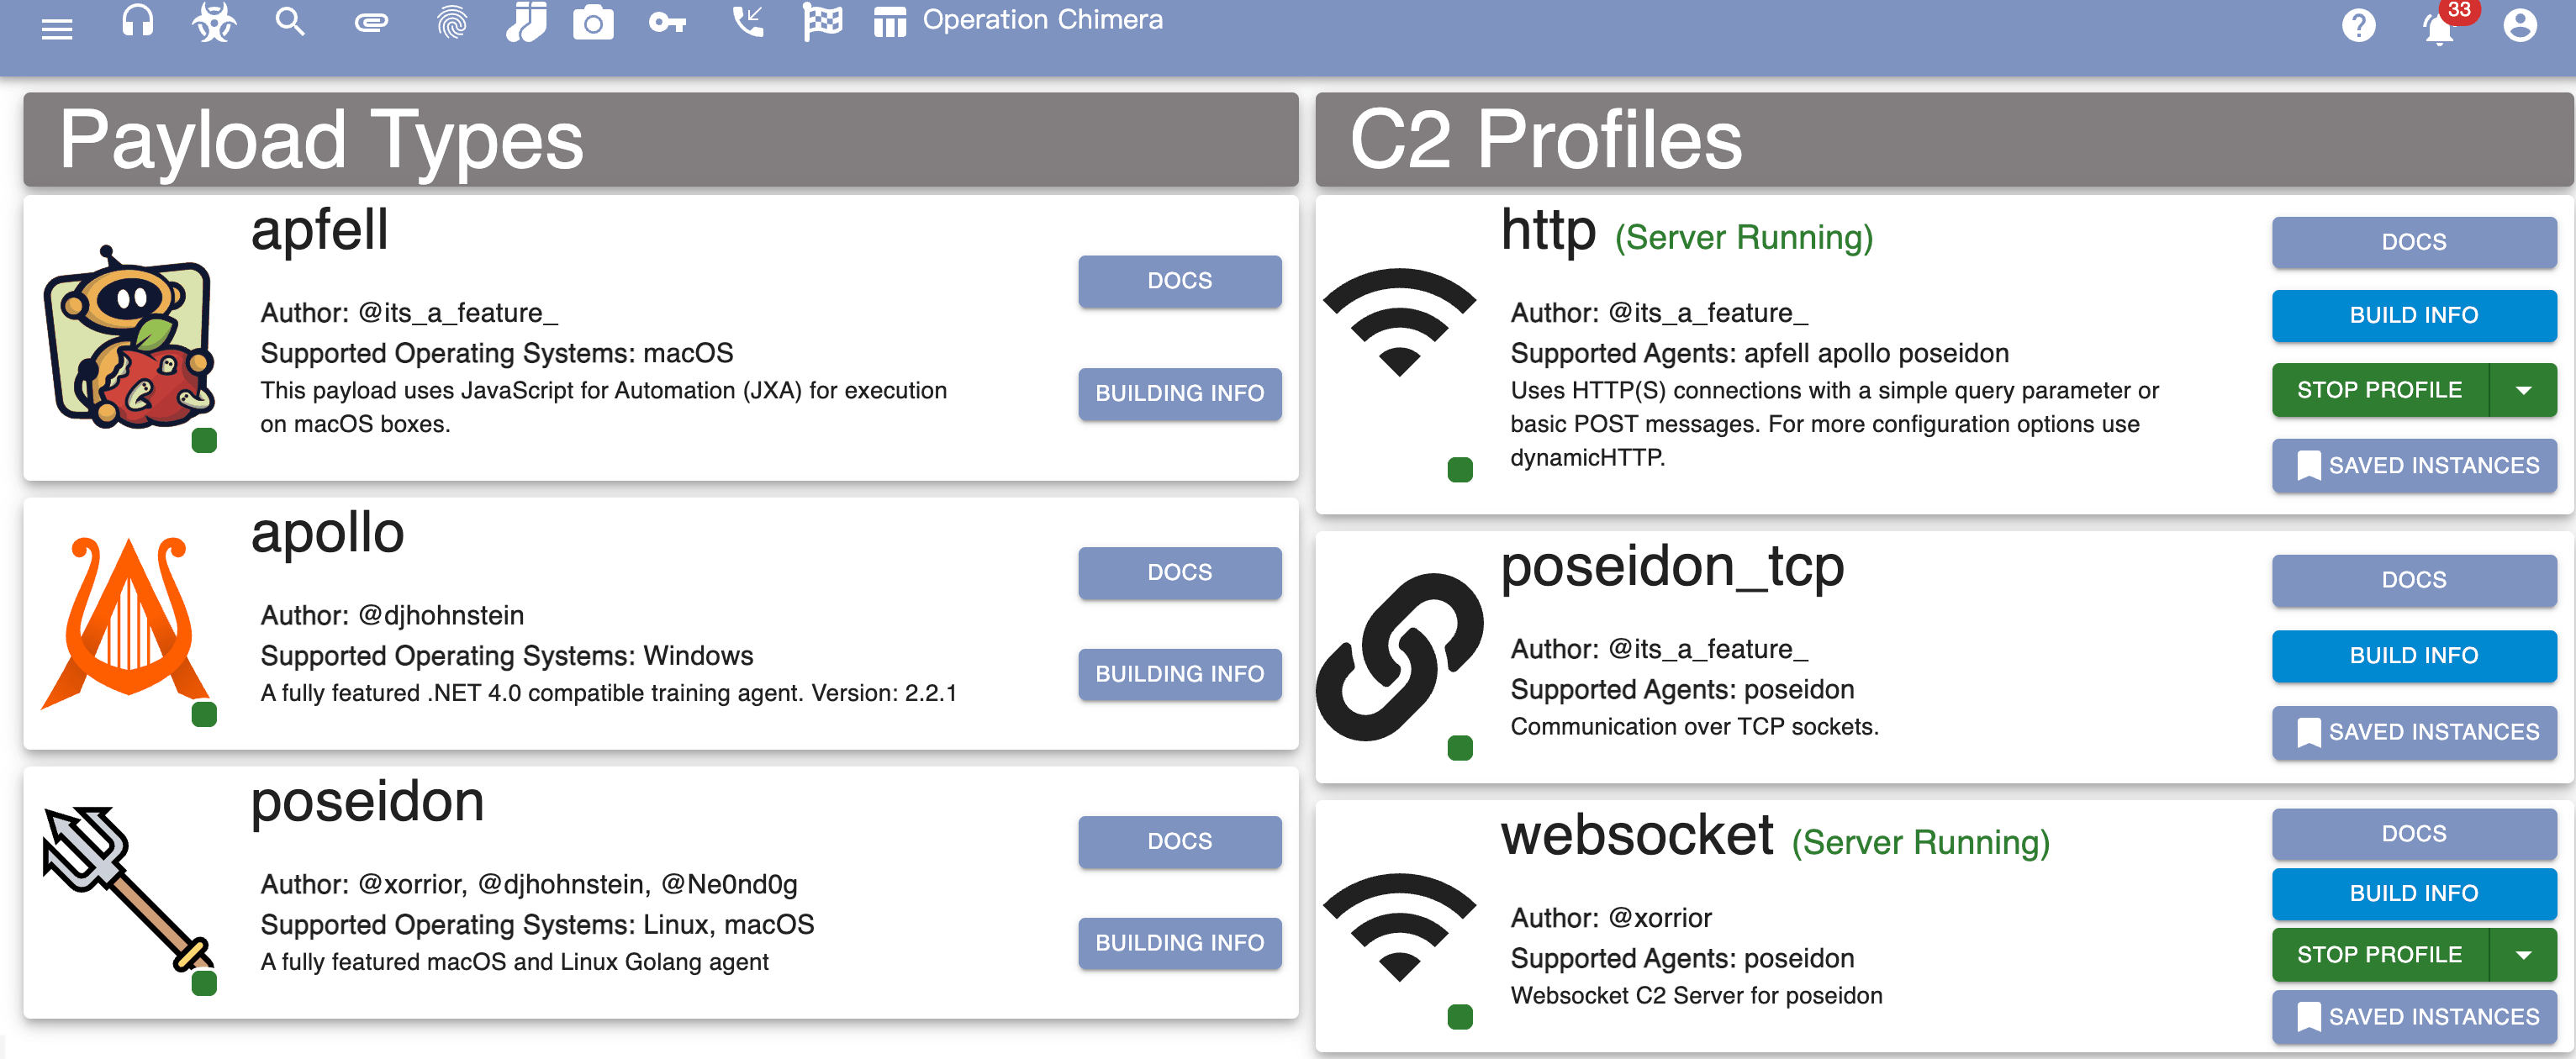 Operation Chimera
33
Payload Types
apfell
Author: @its_a_feature_
Supported Operating Systems: macOS
This payload uses JavaScript for Automation (JXA) for execution
on macOS boxes.
DOCS
BUILDING INFO
apollo
Author: @djhohnstein
Supported Operating Systems: Windows
A fully featured .NET 4.0 compatible training agent. Version: 2.2.1
DOCS
BUILDING INFO
poseidon
Author: @xorrior, @djhohnstein, @Ne0nd0g
Supported Operating Systems: Linux, macOS
A fully featured macOS and Linux Golang agent
DOCS
BUILDING INFO
C2 Profiles
http (Server Running)
Author: @its_a_feature_
Supported Agents: apfell apollo poseidon
Uses HTTP(S) connections with a simple query parameter or
basic POST messages. For more configuration options use
dynamicHTTP.
DOCS
BUILD INFO
STOP PROFILE
SAVED INSTANCES
poseidon_tcp
Author: @its_a_feature_
Supported Agents: poseidon
Communication over TCP sockets.
DOCS
BUILD INFO
SAVED INSTANCES
websocket (Server Running)
Author: @xorrior
Supported Agents: poseidon
Websocket C2 Server for poseidon
DOCS
BUILD INFO
STOP PROFILE
SAVED INSTANCES